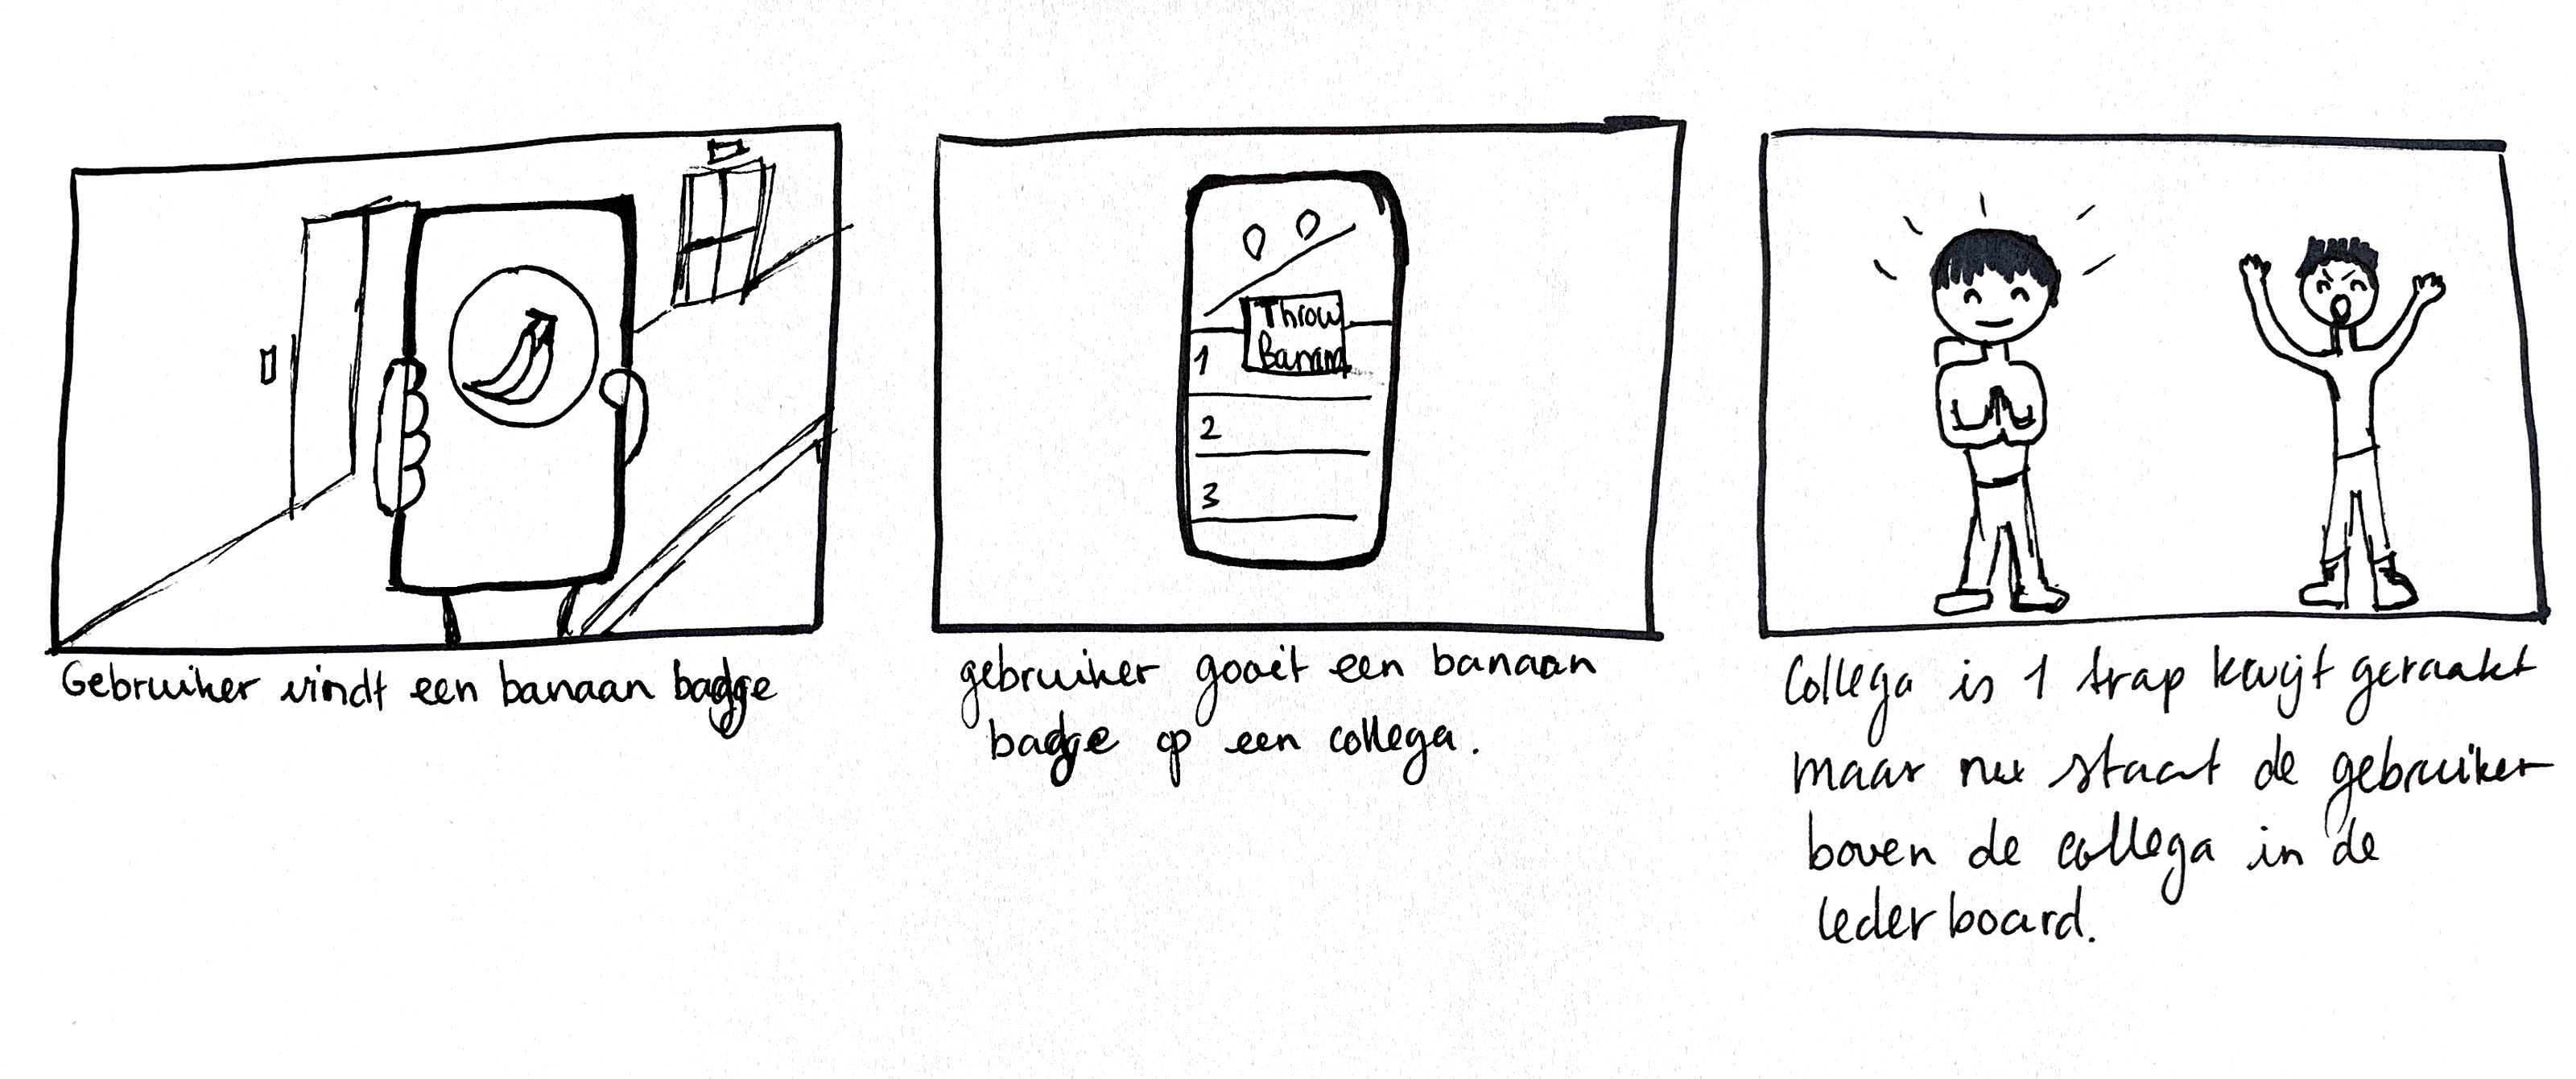 Throw
Banana
1
2
3
Gebruiker vindt een banaan badge
gebruiker gooit een banaan
badge op een collega.
Collega is 1 trap kwijt geraakt
maar nu staat de gebruiker
boven de collega in de
lederboard.